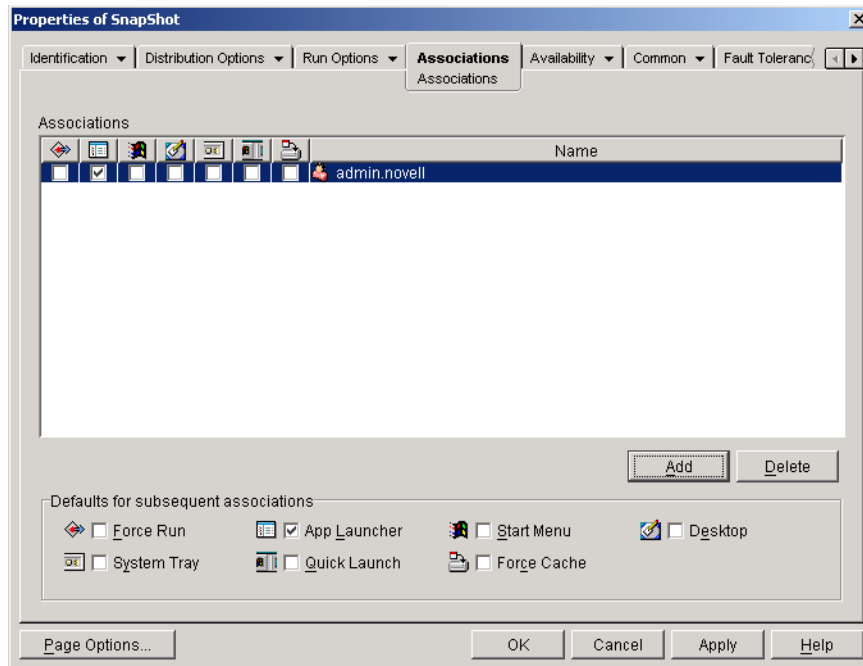 Properties of SnapShot
Identification Distribution Options Run Options Associations Availability Common Fault Toleranc
Associations
Associations
Name
admin.novell
Add Delete
Defaults for subsequent associations
Force Run App Launcher Start Menu Desktop
System Tray Quick Launch Force Cache
Page Options... OK Cancel Apply Help